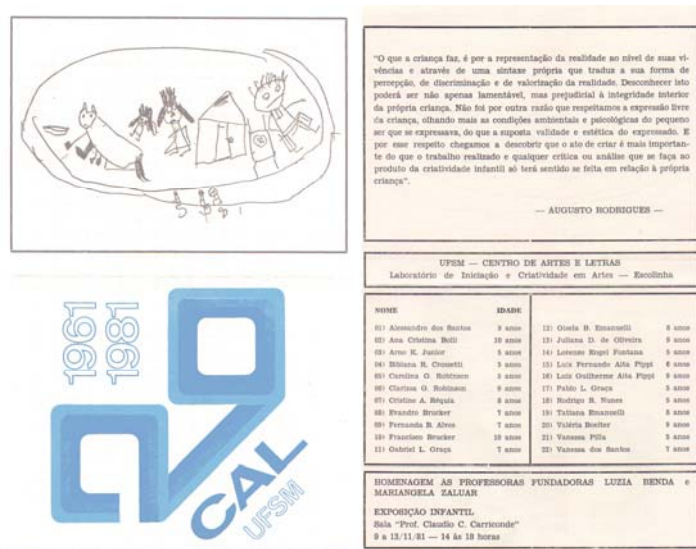 1961
1981
CAL
UFSM
"O que a criança faz, é por a representação da realidade ao nível de suas vi-
vências e através de uma sintaxe própria que traduz a sua forma de
percepção, de discriminação e de valorização da realidade. Desconhecer isto
poderá ser não apenas lamentável, mas prejudicial à integridade interior
da própria criança. Não foi por outra razão que respeitamos a expressão livre
da criança, olhando mais as condições ambientais e psicológicas do pequeno
ser que se expressava, do que a suposta validade e estética do expressado. E
por esse respeito chegamos a descobrir que o ato de criar é mais importan-
te do que o trabalho realizado e qualquer crítica ou análise que se faça ao
produto da criatividade infantil só terá sentido se feita em relação à própria
criança".
— AUGUSTO RODRIGUES —
UFSM — CENTRO DE ARTES E LETRAS
Laboratório de Iniciação e Criatividade em Artes — Escolinha
NOME IDADE
01) Alessandro dos Santos 9 anos
02) Ana Cristina Bolli 10 anos
03) Arno K. Junior 5 anos
04) Bibiana R. Crossetti 5 anos
05) Carolina O. Robinson anos
06) Clarissa O. Robinson anos
07) Cristine A. Réquia 8 anos
08) Evandro Brucker 7 anos
09) Fernanda B. Alves 7 anos
10) Francisco Brucker 10 anos
11) Gabriel L. Graça 7 anos
12) Gisela B. Emanuelli 8 anos
13) Juliana D. de Oliveira 9 anos
14) Lorenzo Engel Fontana 5 anos
15) Luis Fernando Aita Pippi 6 anos
16) Luiz Guilherme Aita Pippi 9 anos
17) Pablo L. Graça 5 anos
18) Rodrigo R. Nunes 5 anos
19) Tatiana Emanuelli 8 anos
20) Valéria Boelter 9 anos
21) Vanessa Pilla 5 anos
22) Vanessa dos Santos 7 anos
HOMENAGEM AS PROFESSORAS FUNDADORAS LUZIA BENDA e
MARIANGELA ZALUAR
EXPOSIÇÃO INFANTIL
Sala "Prof. Claudio C. Carriconde"
9 a 13/11/81 — 14 às 18 horas